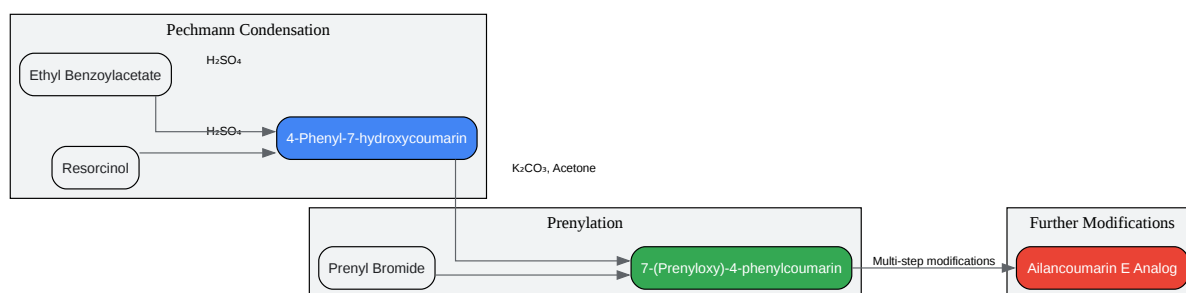 Pechmann Condensation
H₂SO₄
Ethyl Benzoylacetate
H₂SO₄
4-Phenyl-7-hydroxycoumarin
Resorcinol
K₂CO₃, Acetone
Prenylation
Further Modifications
Prenyl Bromide
7-(Prenyloxy)-4-phenylcoumarin
Multi-step modifications
Ailancoumarin E Analog